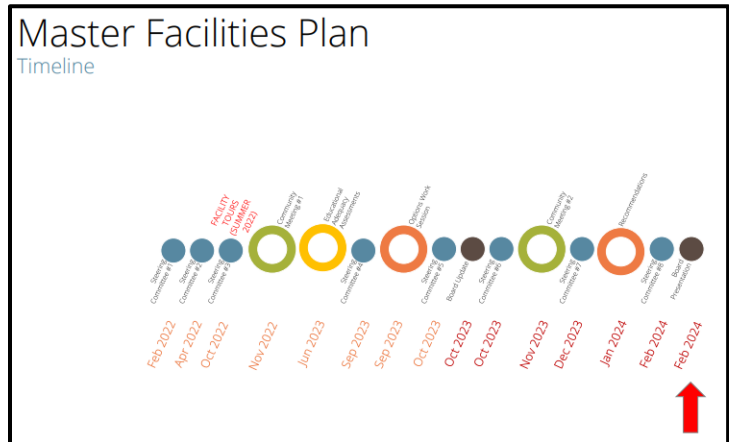 Master Facilities Plan
Timeline
Steering
Committee #1
Steering
Committee #2
FACILITY
TOURS
(SUMMER
2022)
Steering
Committee #3
Community
Meeting #1
Educational
Adequacy
Assessments
Steering
Committee #4
Options Work
Session
Steering
Committee #5
Board Update
Steering
Committee #6
Community
Meeting #2
Steering
Committee #7
Recommendations
Steering
Committee #8
Board
Presentation
Feb 2022
Apr 2022
Oct 2022
Nov 2022
Jun 2023
Sep 2023
Sep 2023
Oct 2023
Oct 2023
Oct 2023
Nov 2023
Dec 2023
Jan 2024
Feb 2024
Feb 2024